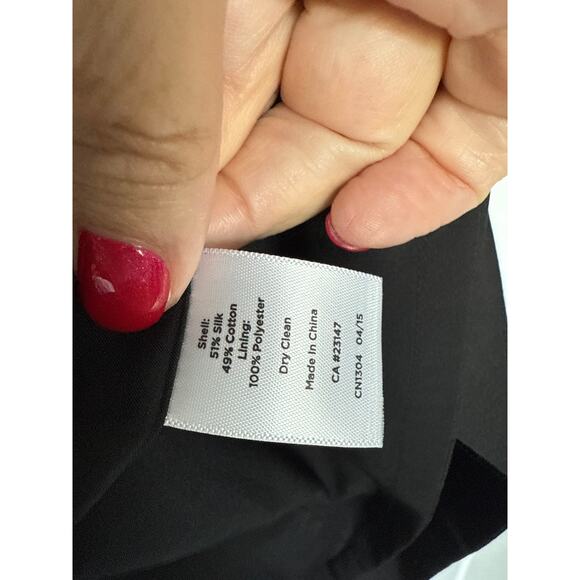 Shell:
51% Silk
49% Cotton
Lining:
100% Polyester
Dry Clean
Made In China
CA #23147
CN1304 04/15